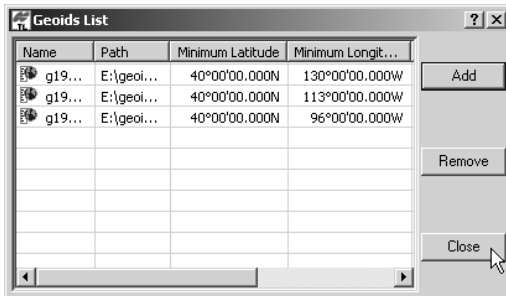 TL Geoids List
Name Path Minimum Latitude Minimum Longit...
g19... E:\geoi... 40°00'00.000N 130°00'00.000W
g19... E:\geoi... 40°00'00.000N 113°00'00.000W
g19... E:\geoi... 40°00'00.000N 96°00'00.000W
Add
Remove
Close